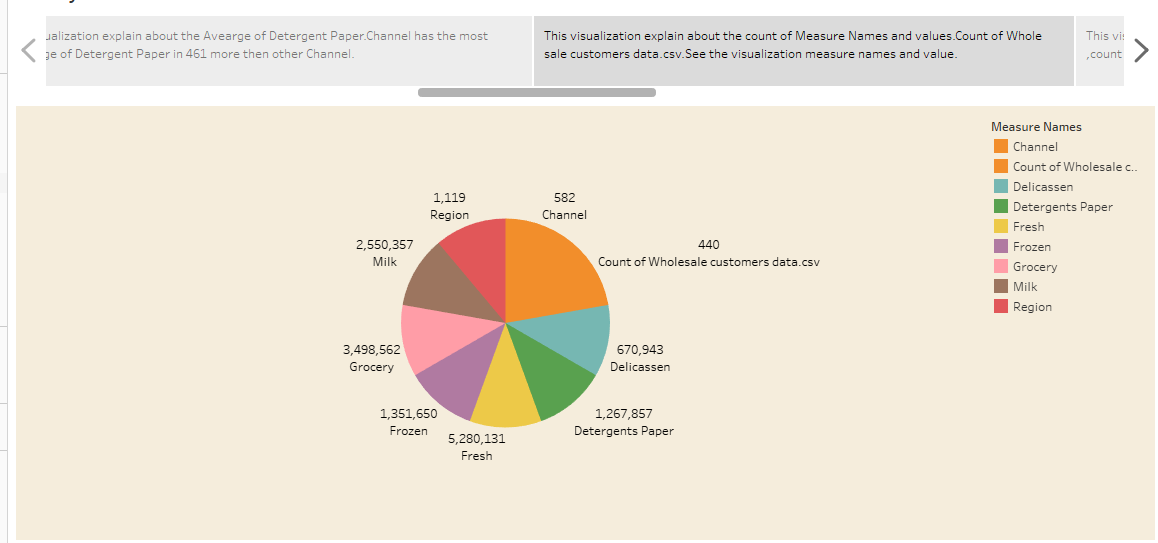 ualization explain about the Avearge of Detergent Paper.Channel has the most
ge of Detergent Paper in 461 more then other Channel.
This visualization explain about the count of Measure Names and values.Count of Whole
sale customers data.csv.See the visualization measure names and value.
This vis
,count
Measure Names
Channel
Count of Wholesale c..
Delicassen
Detergents Paper
Fresh
Frozen
Grocery
Milk
Region
1,119
Region
582
Channel
2,550,357
Milk
440
Count of Wholesale customers data.csv
3,498,562
Grocery
670,943
Delicassen
1,351,650
Frozen
1,267,857
Detergents Paper
5,280,131
Fresh